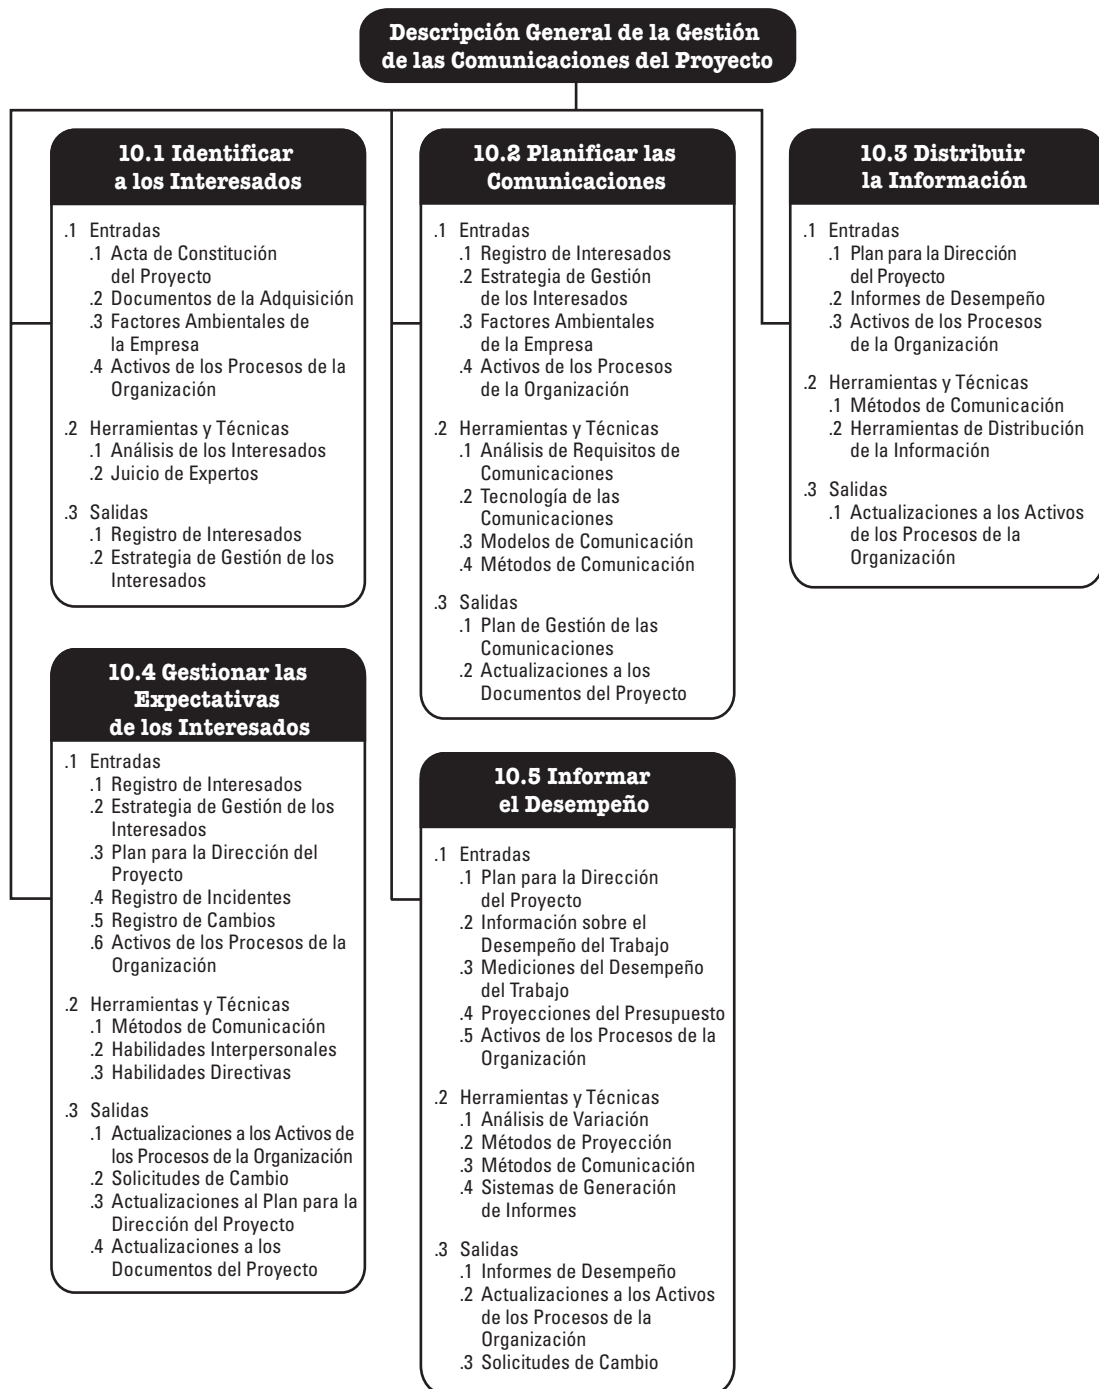 Descripción General de la Gestión
de las Comunicaciones del Proyecto
10.1 Identificar
a los Interesados
.1 Entradas
.1 Acta de Constitución
del Proyecto
.2 Documentos de la Adquisición
.3 Factores Ambientales de
la Empresa
.4 Activos de los Procesos de la
Organización
.2 Herramientas y Técnicas
.1 Análisis de los Interesados
.2 Juicio de Expertos
.3 Salidas
.1 Registro de Interesados
.2 Estrategia de Gestión de los
Interesados
10.2 Planificar las
Comunicaciones
.1 Entradas
.1 Registro de Interesados
.2 Estrategia de Gestión
de los Interesados
.3 Factores Ambientales
de la Empresa
.4 Activos de los Procesos
de la Organización
.2 Herramientas y Técnicas
.1 Análisis de Requisitos de
Comunicaciones
.2 Tecnología de las
Comunicaciones
.3 Modelos de Comunicación
.4 Métodos de Comunicación
.3 Salidas
.1 Plan de Gestión de las
Comunicaciones
.2 Actualizaciones a los
Documentos del Proyecto
10.3 Distribuir
la Información
.1 Entradas
.1 Plan para la Dirección
del Proyecto
.2 Informes de Desempeño
.3 Activos de los Procesos
de la Organización
.2 Herramientas y Técnicas
.1 Métodos de Comunicación
.2 Herramientas de Distribución
de la Información
.3 Salidas
.1 Actualizaciones a los Activos
de los Procesos de la
Organización
10.4 Gestionar las
Expectativas
de los Interesados
.1 Entradas
.1 Registro de Interesados
.2 Estrategia de Gestión de los
Interesados
.3 Plan para la Dirección del
Proyecto
.4 Registro de Incidentes
.5 Registro de Cambios
.6 Activos de los Procesos de la
Organización
.2 Herramientas y Técnicas
.1 Métodos de Comunicación
.2 Habilidades Interpersonales
.3 Habilidades Directivas
.3 Salidas
.1 Actualizaciones a los Activos de
los Procesos de la Organización
.2 Solicitudes de Cambio
.3 Actualizaciones al Plan para la
Dirección del Proyecto
.4 Actualizaciones a los
Documentos del Proyecto
10.5 Informar
el Desempeño
.1 Entradas
.1 Plan para la Dirección
del Proyecto
.2 Información sobre el
Desempeño del Trabajo
.3 Mediciones del Desempeño
del Trabajo
.4 Proyecciones del Presupuesto
.5 Activos de los Procesos de la
Organización
.2 Herramientas y Técnicas
.1 Análisis de Variación
.2 Métodos de Proyección
.3 Métodos de Comunicación
.4 Sistemas de Generación
de Informes
.3 Salidas
.1 Informes de Desempeño
.2 Actualizaciones a los Activos
de los Procesos de la
Organización
.3 Solicitudes de Cambio